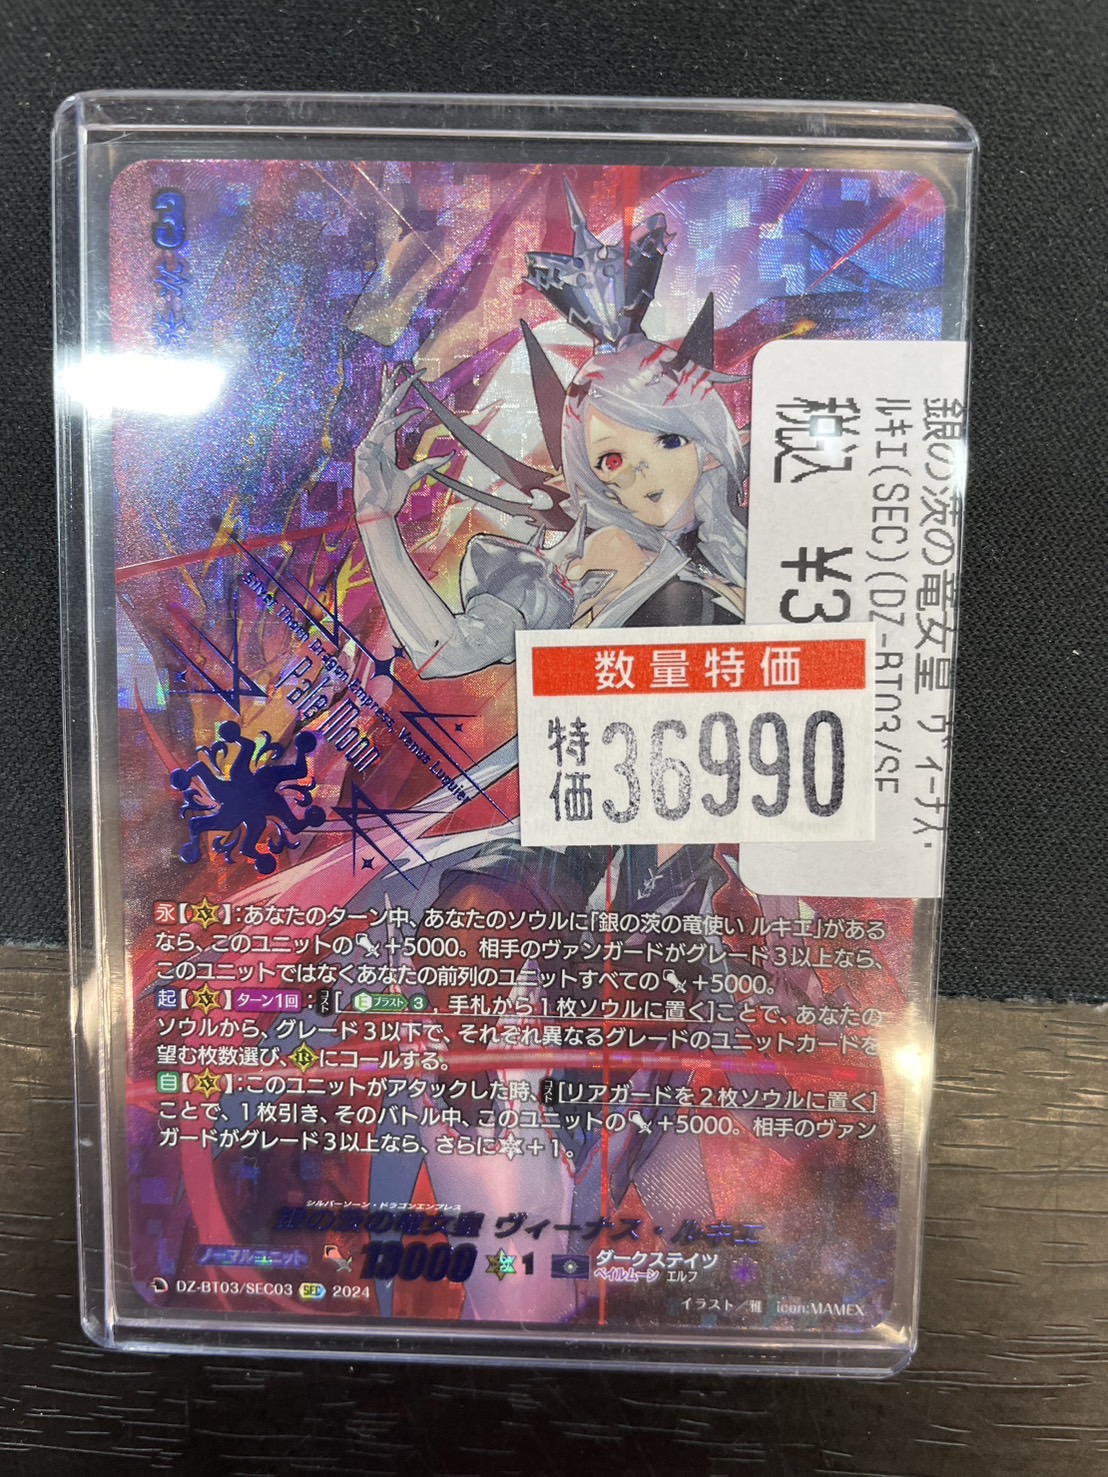 3
銀の茨の竜女皇 ヴィーナス・
ルキエ(SEC)(DZ-BT03/SE
税込 ¥3
Silver Thorn Dragon Empress, Venus Luquier
Pale Moon
数量特価
特価 36990
永【V】:あなたのターン中、あなたのソウルに「銀の茨の竜使い ルキエ」がある
なら、このユニットの+5000。相手のヴァンガードがグレード3以上なら、
このユニットではなくあなたの前列のユニットすべての+5000。
起【V】ターン1回:コスト[Eブラスト3, 手札から1枚ソウルに置く]ことで、あなたの
ソウルから、グレード3以下で、それぞれ異なるグレードのユニットカードを
望む枚数選び、Rにコールする。
自【V】:このユニットがアタックした時、コスト[リアガードを2枚ソウルに置く]
ことで、1枚引き、そのバトル中、このユニットの+5000。相手のヴァン
ガードがグレード3以上なら、さらに+1。
シルバーソーン・ドラゴンエンプレス
銀の茨の竜女皇 ヴィーナス・ルキエ
ノーマルユニット 13000 1 ダークステイツ
ペイルムーン エルフ
DZ-BT03/SEC03 SEC 2024
イラスト/雅 icon:MAMEX